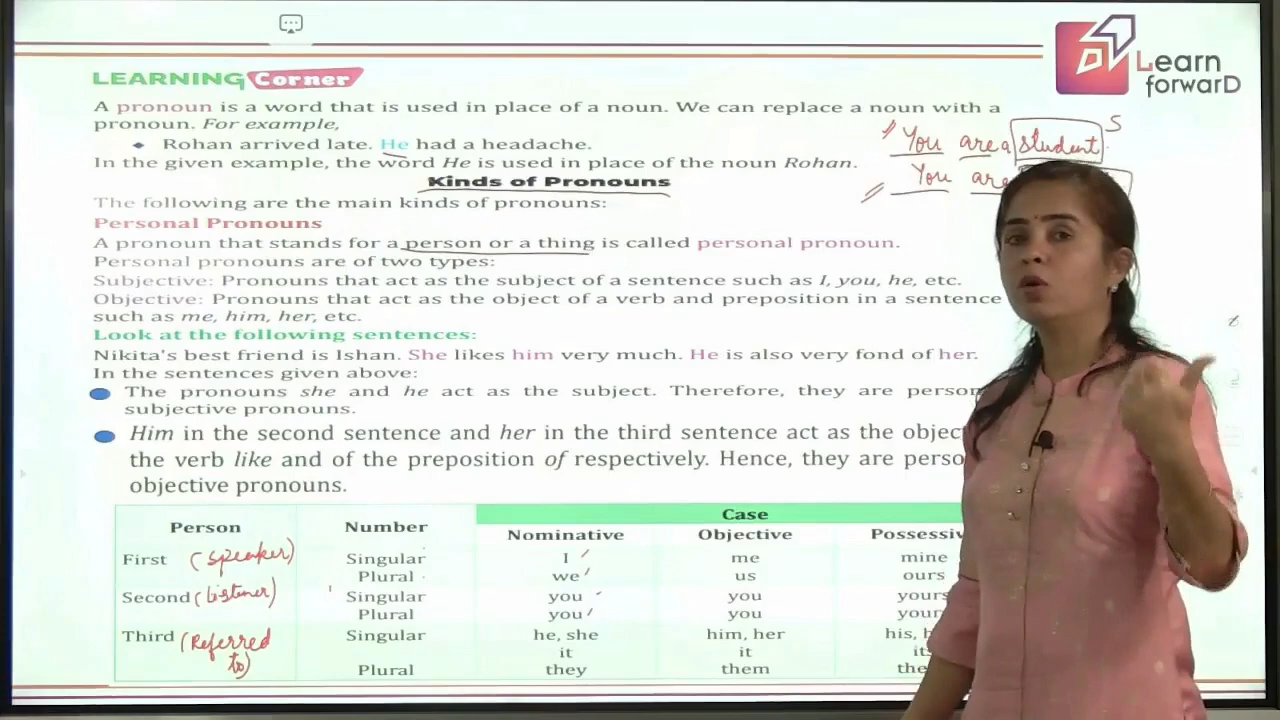 LEARNING Corner
Learn
forwarD
A pronoun is a word that is used in place of a noun. We can replace a noun with a
pronoun. For example,
Rohan arrived late. He had a headache.
You are a student. S
In the given example, the word He is used in place of the noun Rohan.
You are
Kinds of Pronouns
The following are the main kinds of pronouns:
Personal Pronouns
A pronoun that stands for a person or a thing is called personal pronoun.
Personal pronouns are of two types:
Subjective: Pronouns that act as the subject of a sentence such as I, you, he, etc.
Objective: Pronouns that act as the object of a verb and preposition in a sentence
such as me, him, her, etc.
Look at the following sentences:
Nikita's best friend is Ishan. She likes him very much. He is also very fond of her.
In the sentences given above:
The pronouns she and he act as the subject. Therefore, they are person
subjective pronouns.
Him in the second sentence and her in the third sentence act as the objec
the verb like and of the preposition of respectively. Hence, they are perso
objective pronouns.
Person Number Case
Nominative Objective Possessiv
First (Speaker) Singular I me mine
Plural we us ours
Second (listener) Singular you you yours
Plural you you your
Third (Referred to) Singular he, she him, her his, h
it it its
Plural they them the